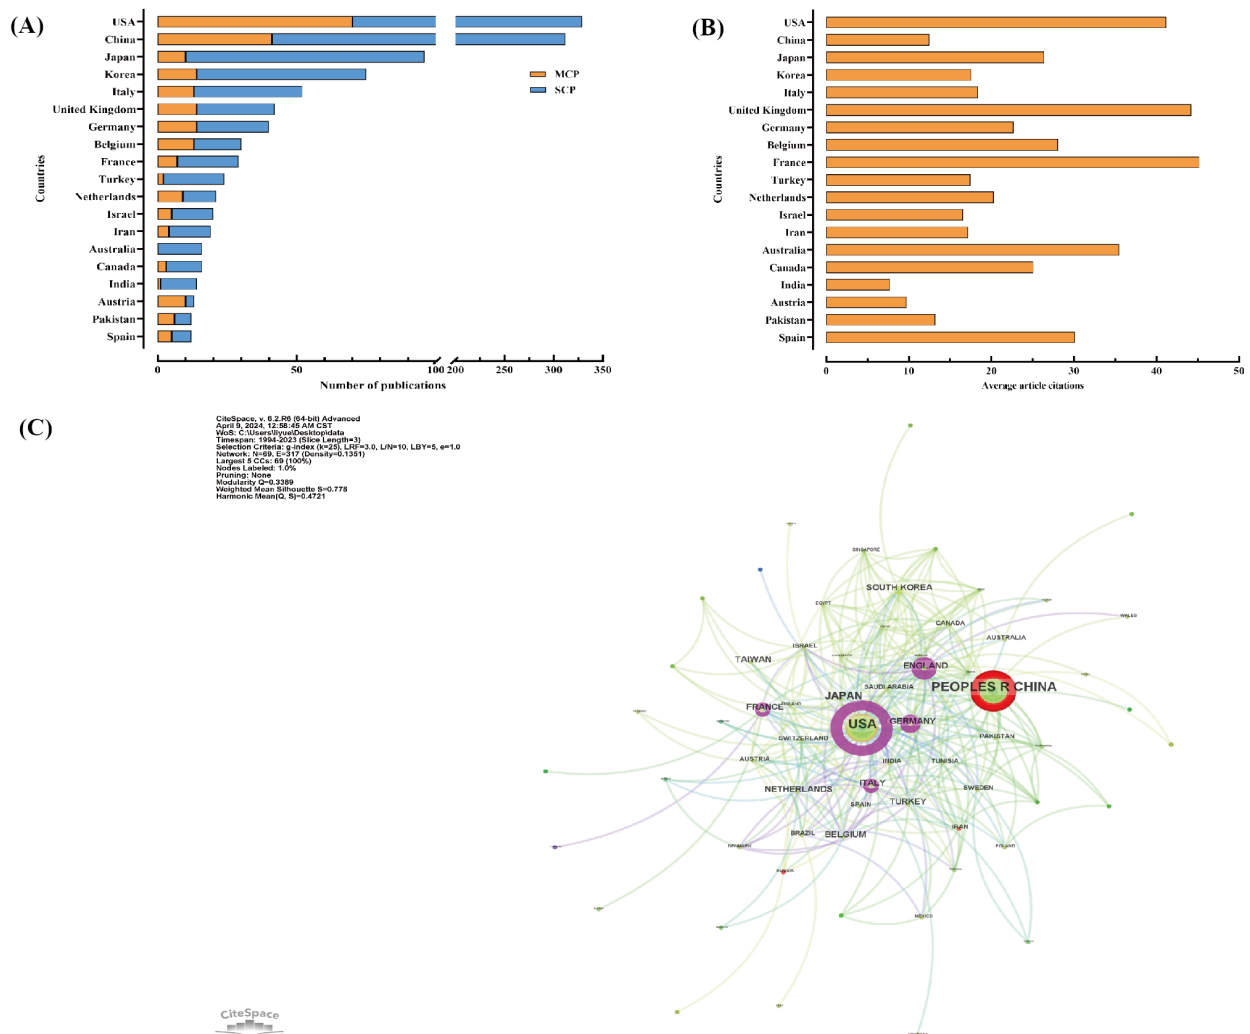 (A)
USA
China
Japan
Korea
Italy
United Kingdom
Germany
Belgium
France
Turkey
Netherlands
Israel
Iran
Australia
Canada
India
Austria
Pakistan
Spain
Countries
MCP
SCP
0 50 100 200 250 300 350
Number of publications
(B)
USA
China
Japan
Korea
Italy
United Kingdom
Germany
Belgium
France
Turkey
Netherlands
Israel
Iran
Australia
Canada
India
Austria
Pakistan
Spain
Countries
0 10 20 30 40 50
Average article citations
(C)
CiteSpace, v. 6.2.R6 (64-bit) Advanced
April 9, 2024, 12:58:45 AM CST
WoS: C:\Users\liyue\Desktop\data
Timespan: 1994-2023 (Slice Length=3)
Selection Criteria: g-index (k=25), LRF=3.0, L/N=10, LBY=5, e=1.0
Network: N=69, E=317 (Density=0.1351)
Largest 5 CCs: 69 (100%)
Nodes Labeled: 1.0%
Pruning: None
Modularity Q=0.3389
Weighted Mean Silhouette S=0.778
Harmonic Mean(Q, S)=0.4721
SINGAPORE
SOUTH KOREA
EGYPT
WALES
CANADA
AUSTRALIA
ISRAEL
TAIWAN
ENGLAND
SAUDI ARABIA
PEOPLES R CHINA
JAPAN
FRANCE
USA
GERMANY
SWITZERLAND
PAKISTAN
AUSTRIA
INDIA
TUNISIA
ITALY
NETHERLANDS
SWEDEN
SPAIN
TURKEY
IRAN
BRAZIL
BELGIUM
DENMARK
POLAND
MEXICO
CiteSpace